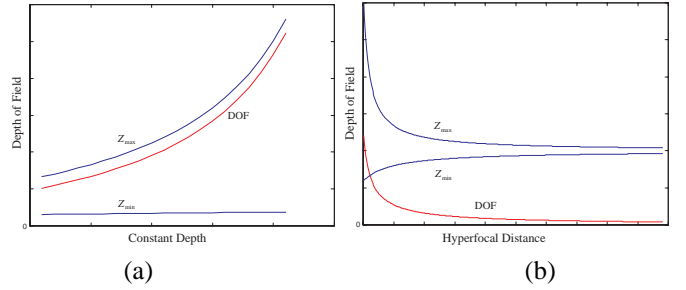 Depth of Field
Z_max
DOF
Z_min
0
Constant Depth
(a)
Depth of Field
Z_max
Z_min
DOF
0
Hyperfocal Distance
(b)